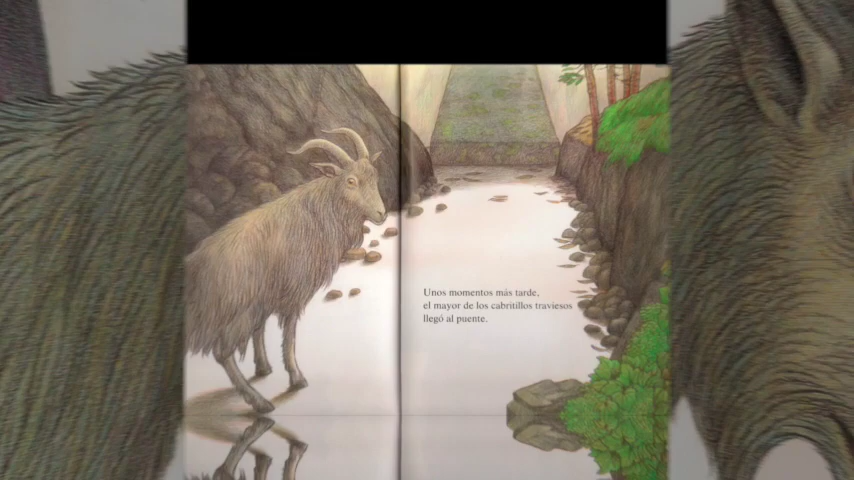 Unos momentos más tarde,
el mayor de los cabritillos traviesos
llegó al puente.